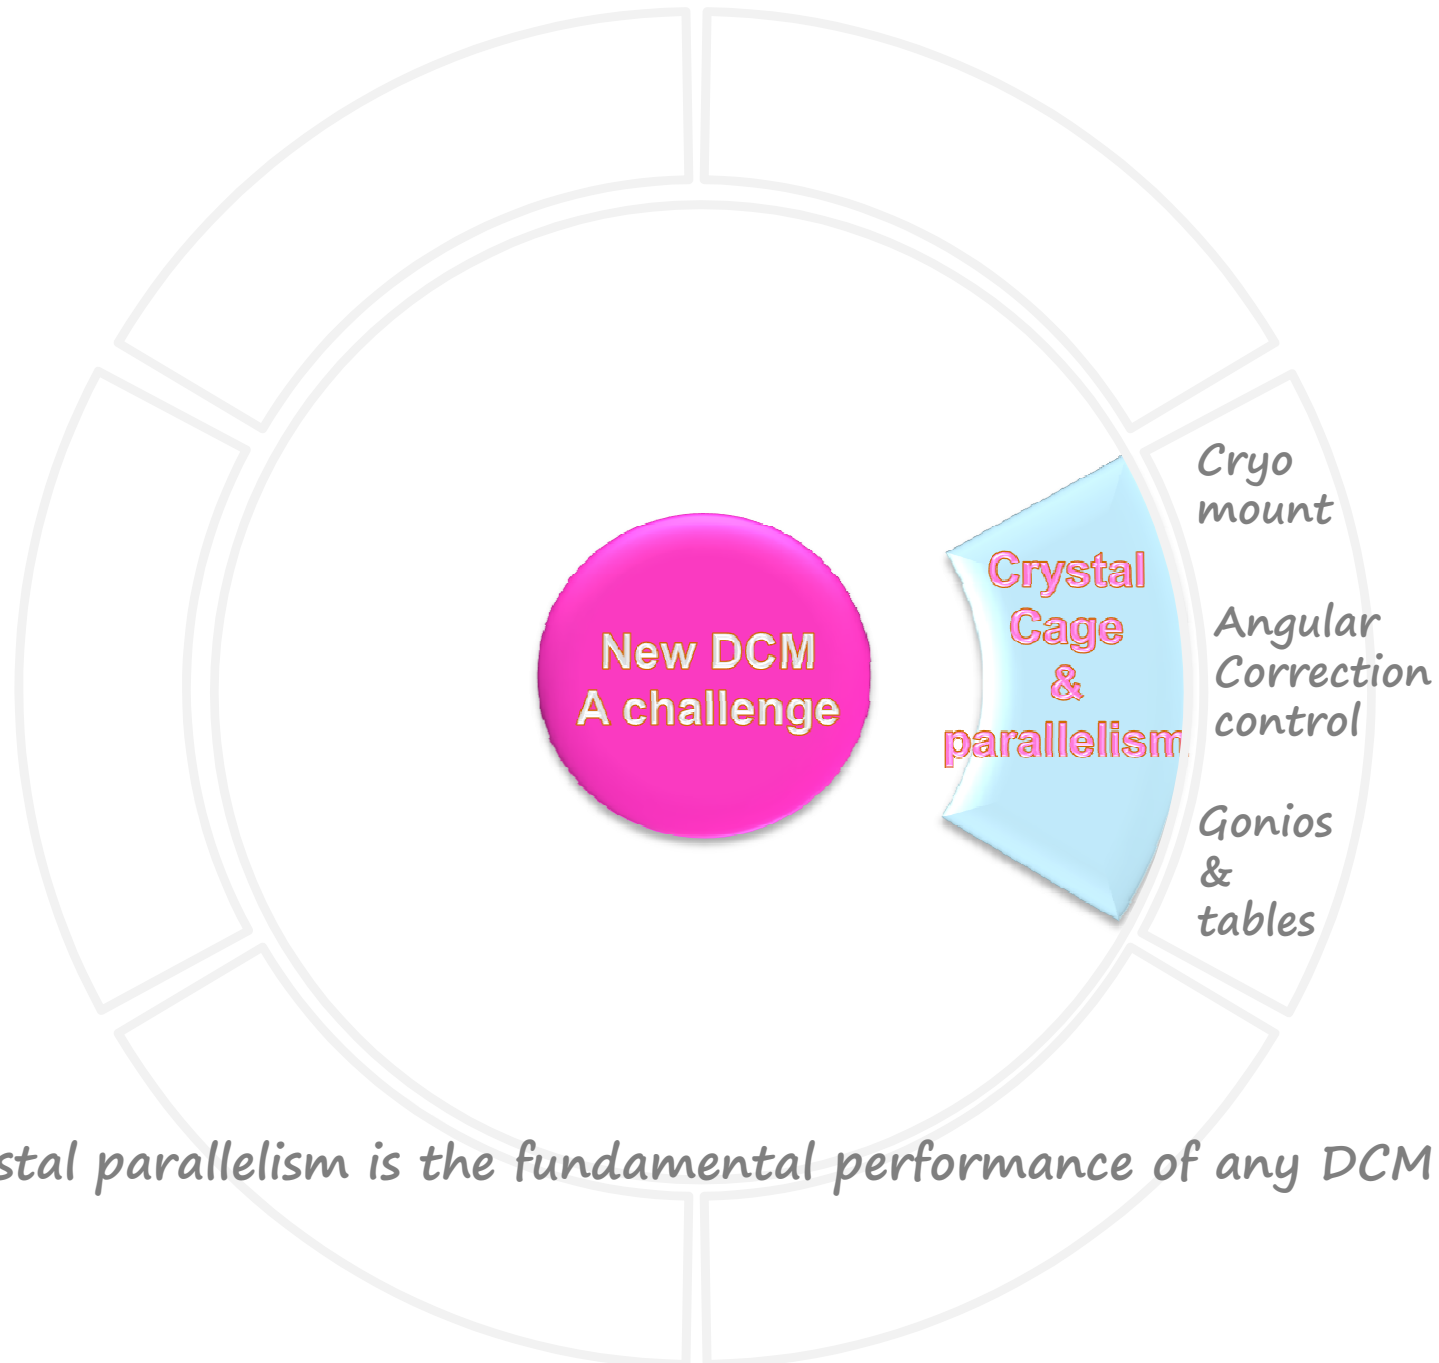 Cryo
mount
Crystal
Cage
&
parallelism
New DCM
A challenge
Angular
Correction
control
Gonios
&
tables
stal parallelism is the fundamental performance of any DCM